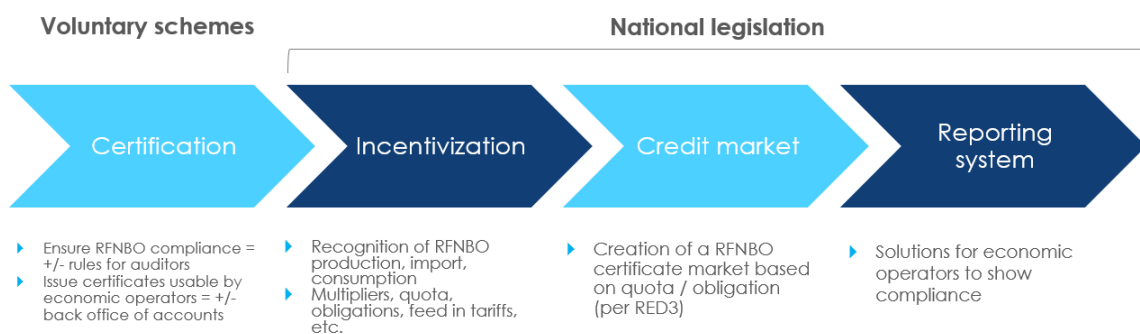 Voluntary schemes
National legislation
Certification
Incentivization
Credit market
Reporting
system
Ensure RFNBO compliance =
+/- rules for auditors
Issue certificates usable by
economic operators = +/-
back office of accounts
Recognition of RFNBO
production, import,
consumption
Multipliers, quota,
obligations, feed in tariffs,
etc.
Creation of a RFNBO
certificate market based
on quota / obligation
(per RED3)
Solutions for economic
operators to show
compliance